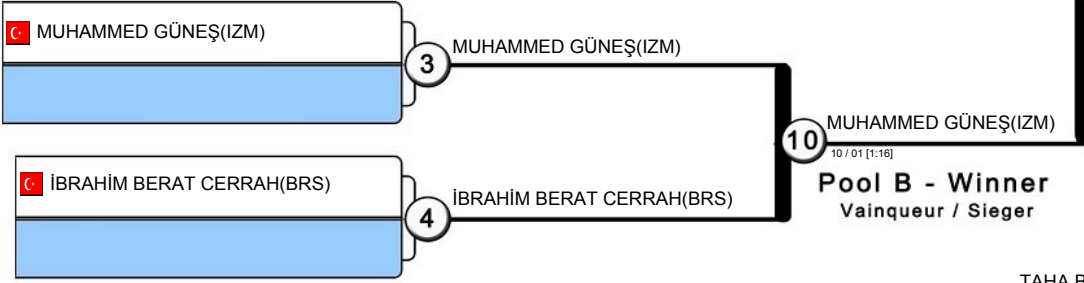 MUHAMMED GÜNEŞ(IZM)
3
MUHAMMED GÜNEŞ(IZM)
10
MUHAMMED GÜNEŞ(IZM)
10 / 01 [1:16]
Pool B - Winner
Vainqueur / Sieger
İBRAHİM BERAT CERRAH(BRS)
4
İBRAHİM BERAT CERRAH(BRS)
TAHA